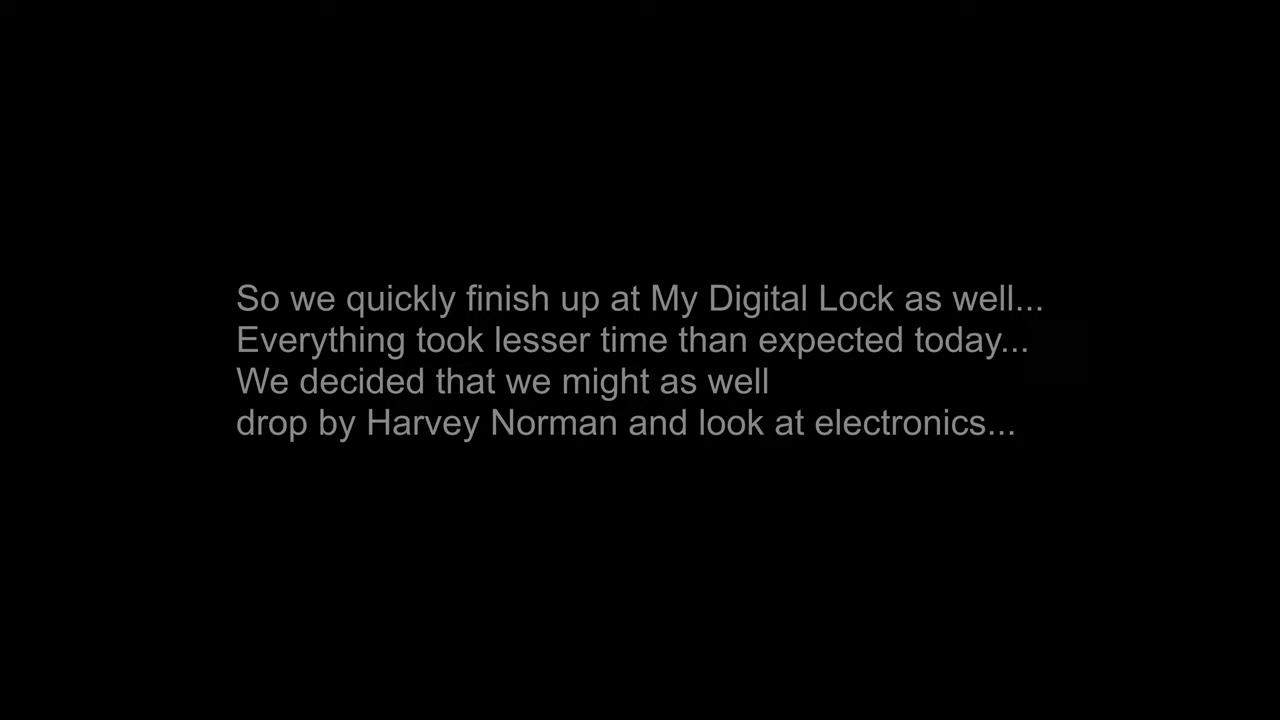 So we quickly finish up at My Digital Lock as well...
Everything took lesser time than expected today...
We decided that we might as well
drop by Harvey Norman and look at electronics...